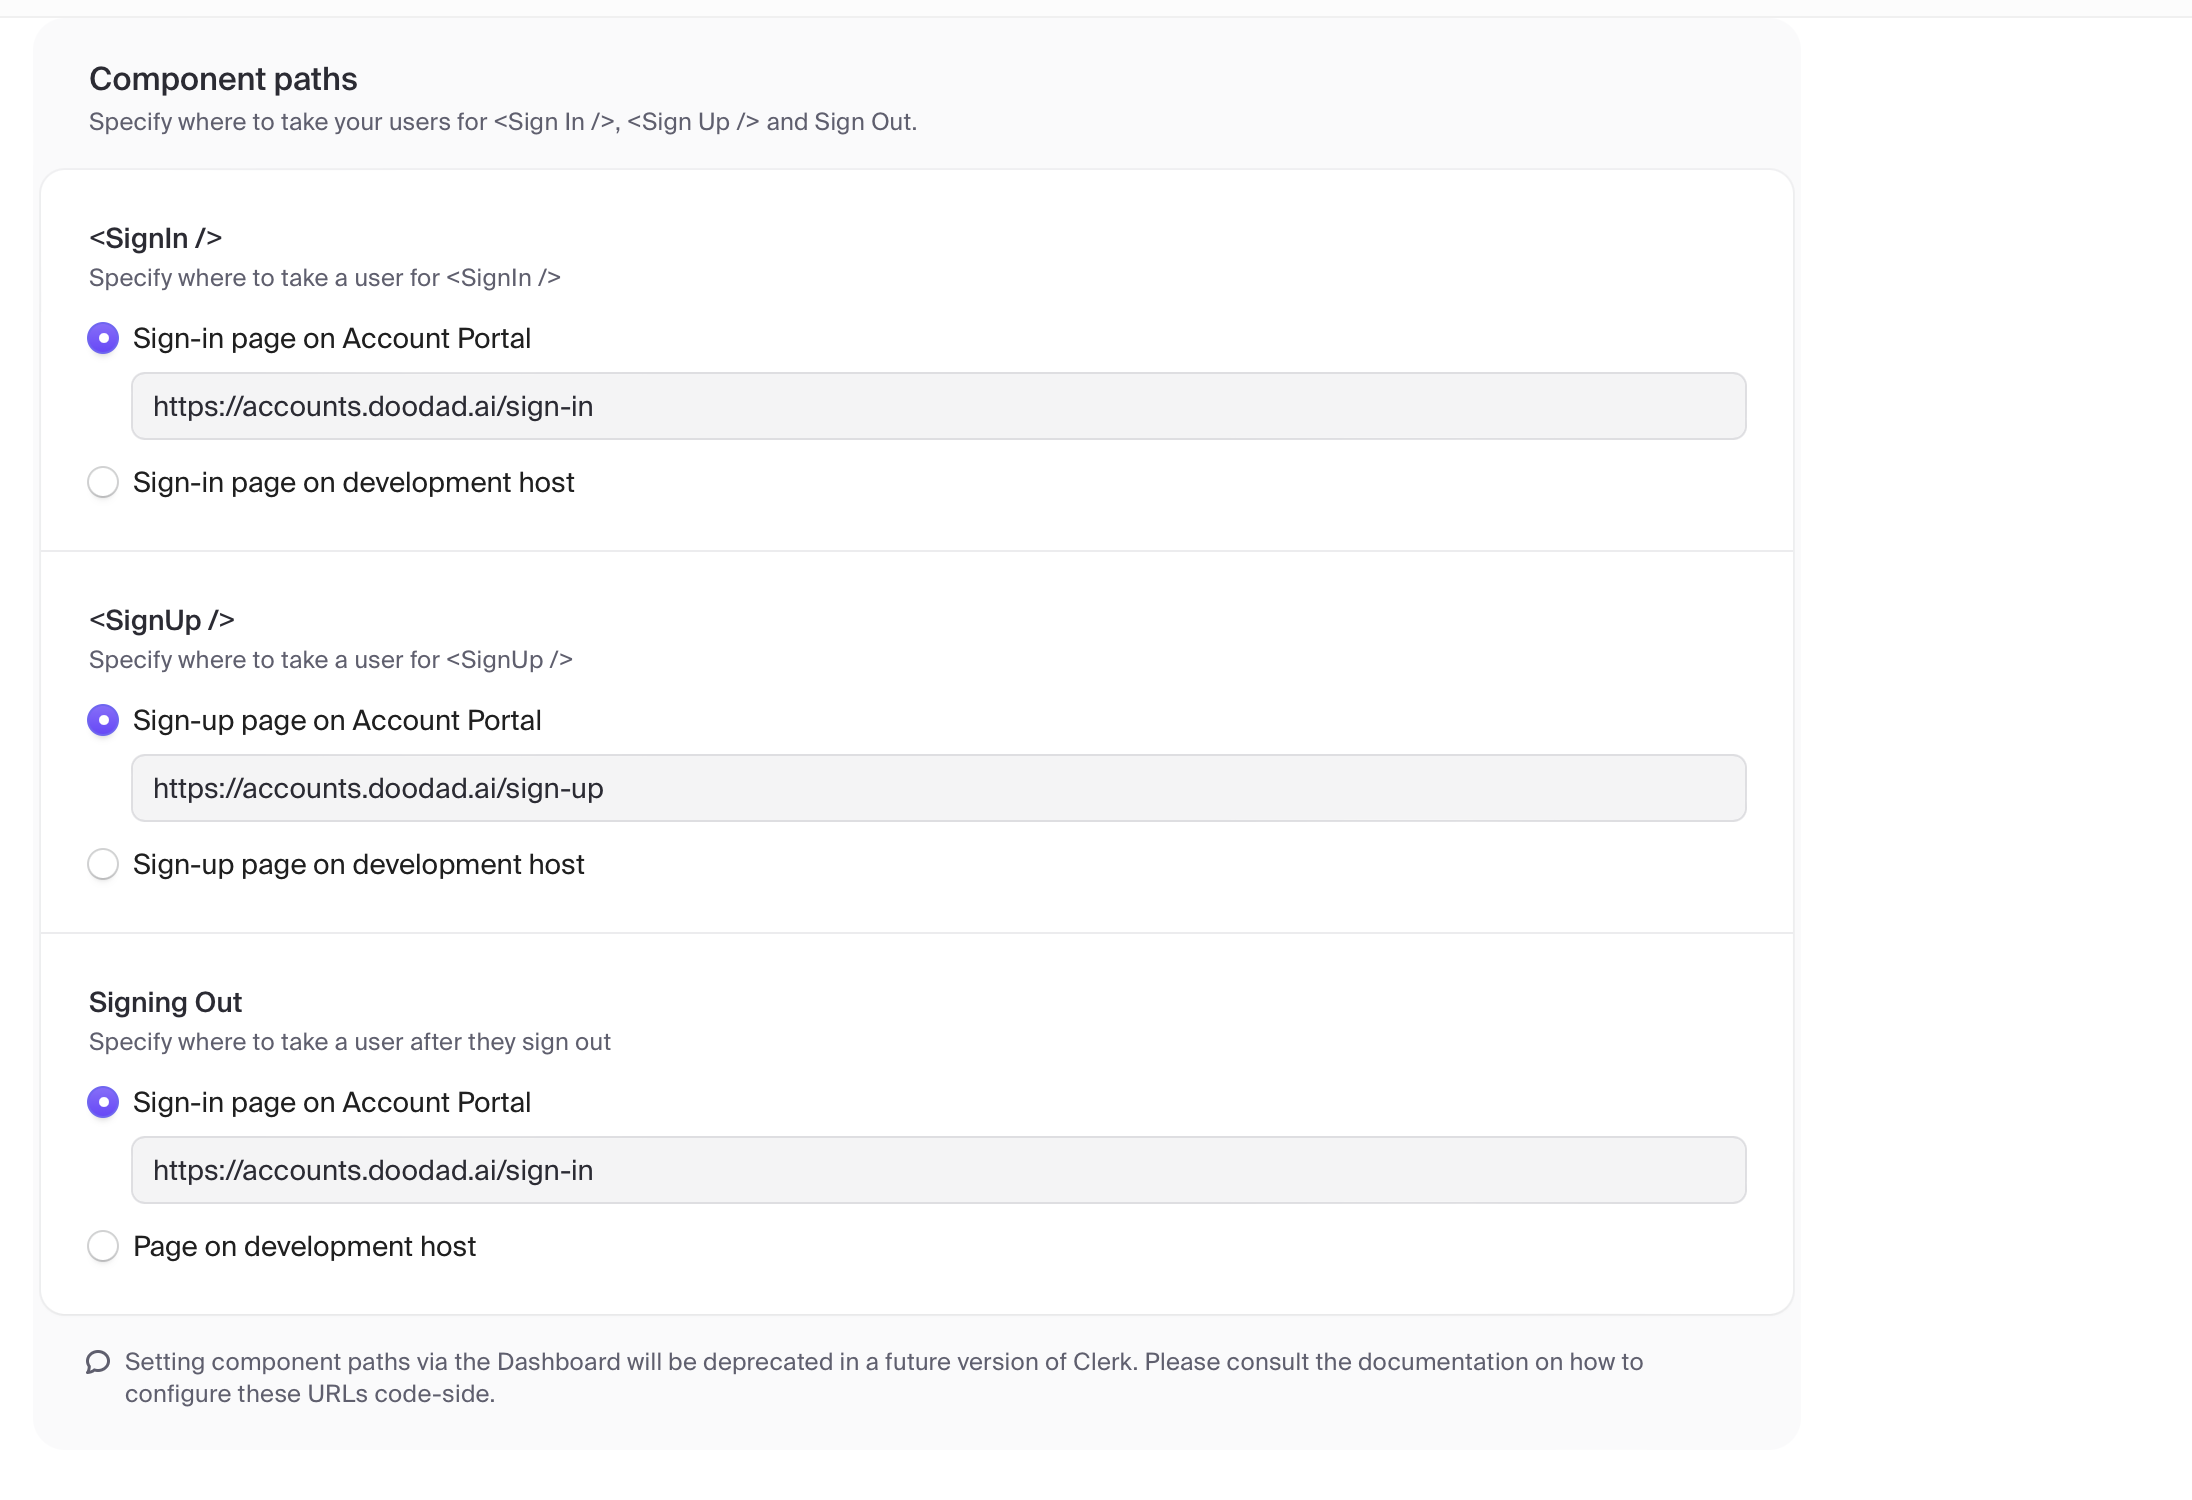 Component paths
Specify where to take your users for <Sign In />, <Sign Up /> and Sign Out.
<SignIn />
Specify where to take a user for <SignIn />
Sign-in page on Account Portal
https://accounts.doodad.ai/sign-in
Sign-in page on development host
<SignUp />
Specify where to take a user for <SignUp />
Sign-up page on Account Portal
https://accounts.doodad.ai/sign-up
Sign-up page on development host
Signing Out
Specify where to take a user after they sign out
Sign-in page on Account Portal
https://accounts.doodad.ai/sign-in
Page on development host
Setting component paths via the Dashboard will be deprecated in a future version of Clerk. Please consult the documentation on how to
configure these URLs code-side.